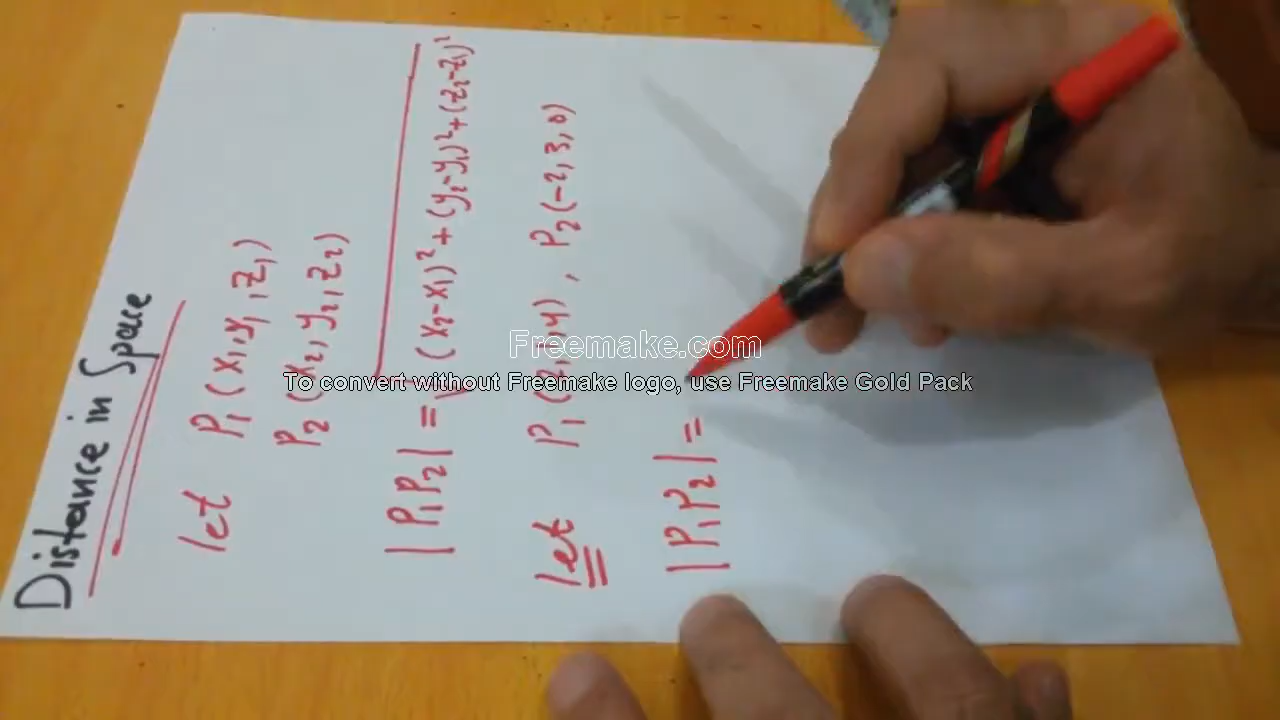 Distance in Space
let P₁(x₁,y₁,z₁)
P₂(x₂,y₂,z₂)
|P₁P₂| = √(x₂-x₁)²+(y₂-y₁)²+(z₂-z₁)²
let P₁(2, ,4), P₂(-2,3,0)
|P₁P₂| =
Freemake.com
To convert without Freemake logo, use Freemake Gold Pack